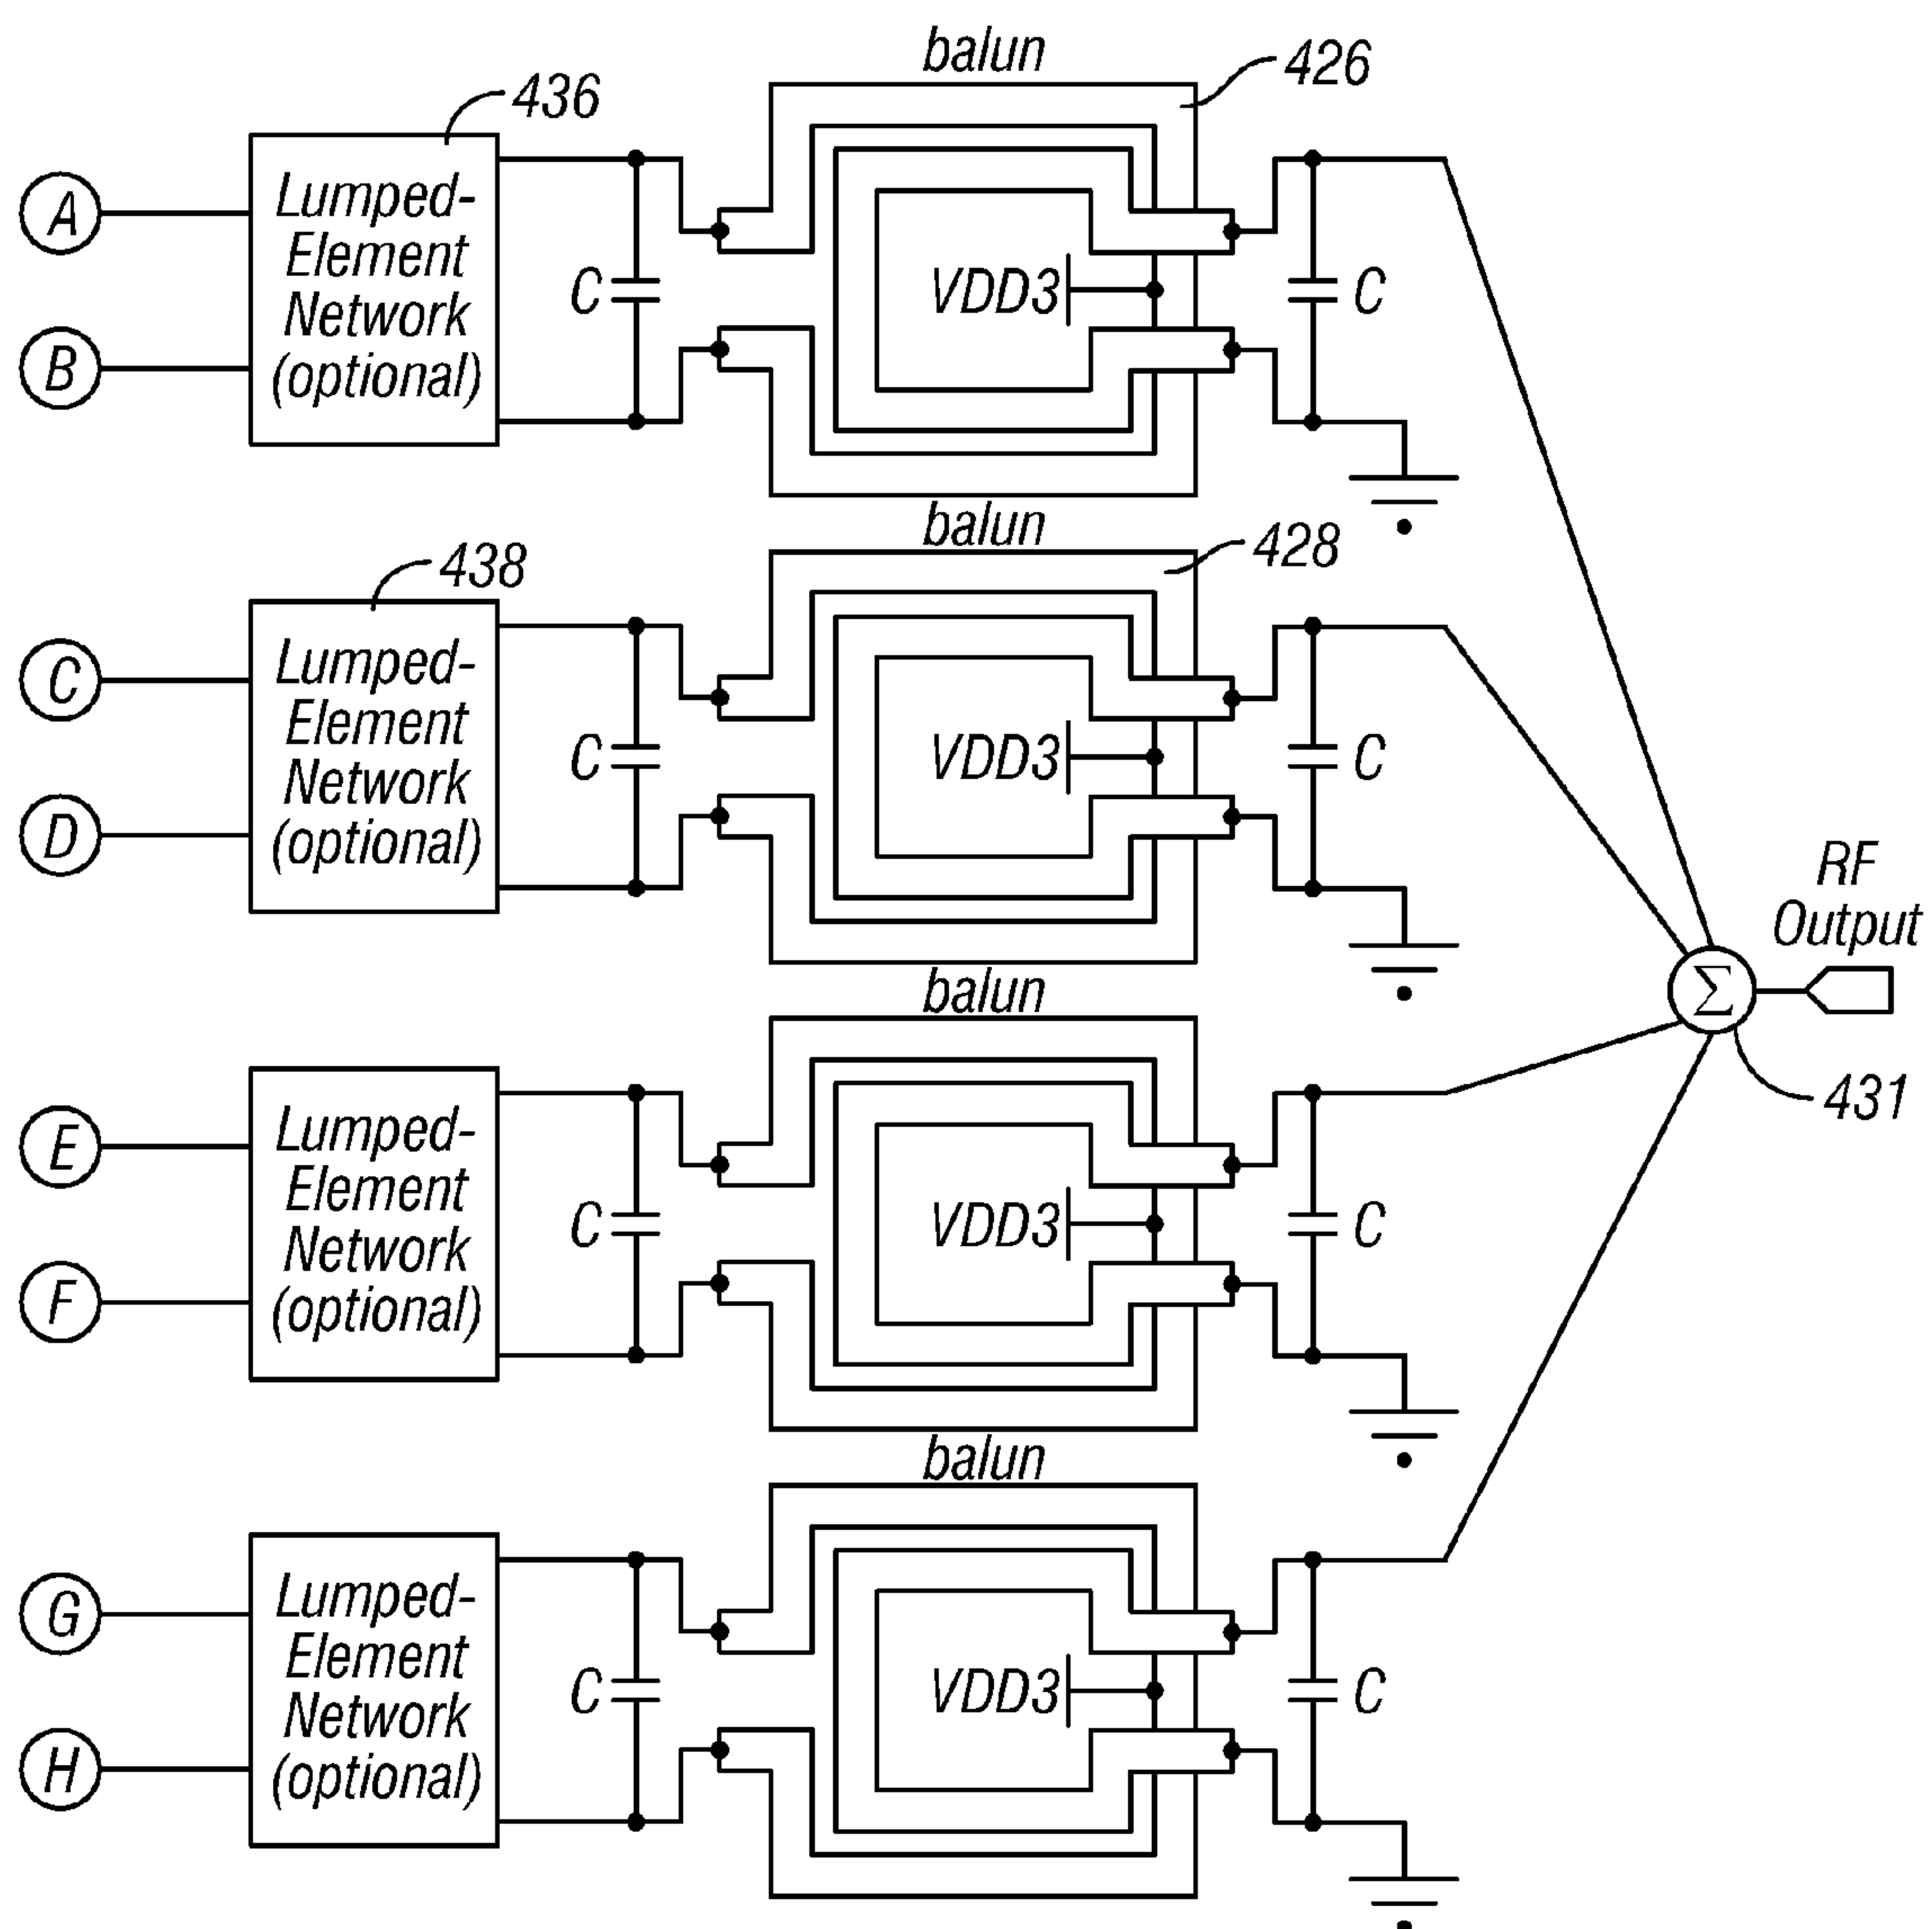 balun
426
436
A
B
Lumped-
Element
Network
(optional)
C
VDD3
C
balun
428
438
C
D
Lumped-
Element
Network
(optional)
C
VDD3
C
RF
Output
Σ
431
balun
E
F
Lumped-
Element
Network
(optional)
C
VDD3
C
balun
G
H
Lumped-
Element
Network
(optional)
C
VDD3
C